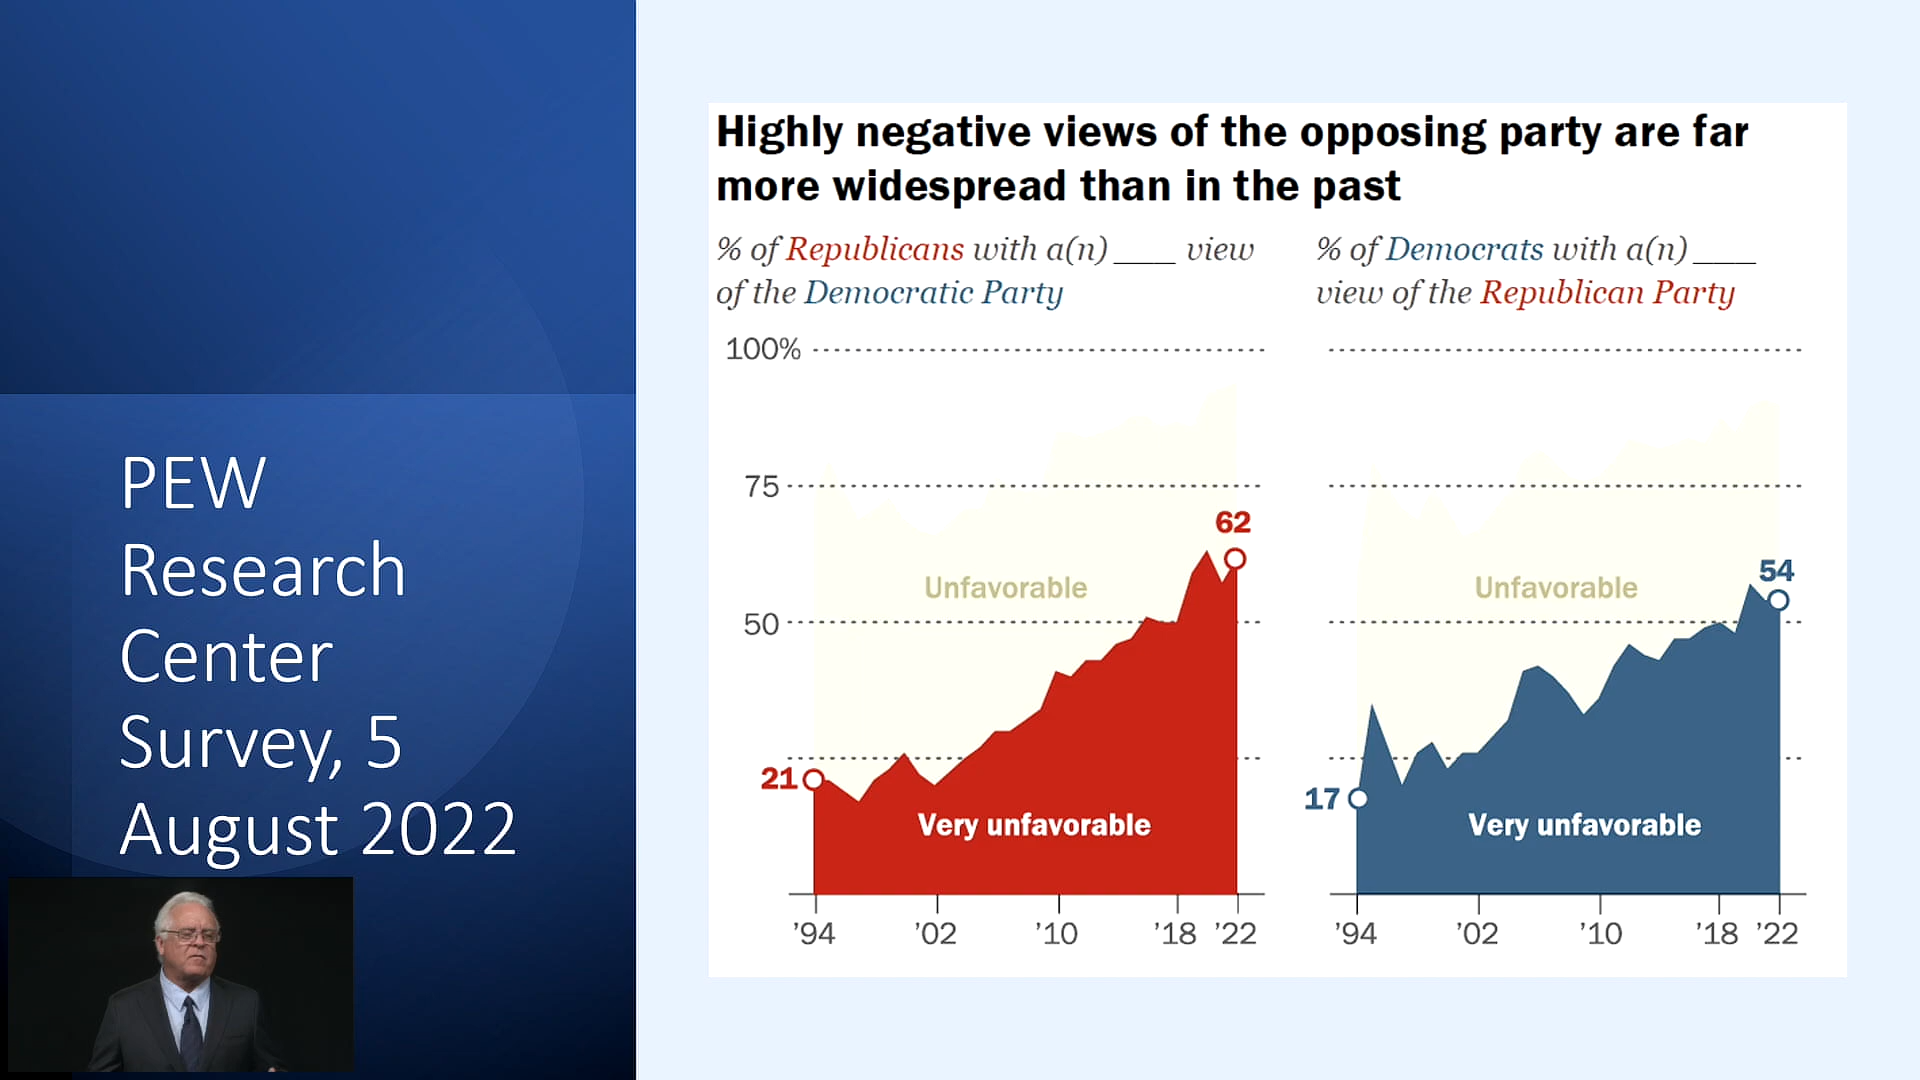 PEW
Research
Center
Survey, 5
August 2022
Highly negative views of the opposing party are far
more widespread than in the past
% of Republicans with a(n) ___ view
of the Democratic Party
100%
75
50
62
Unfavorable
21
Very unfavorable
’94 ’02 ’10 ’18 ’22
% of Democrats with a(n) ___
view of the Republican Party
54
Unfavorable
17
Very unfavorable
’94 ’02 ’10 ’18 ’22